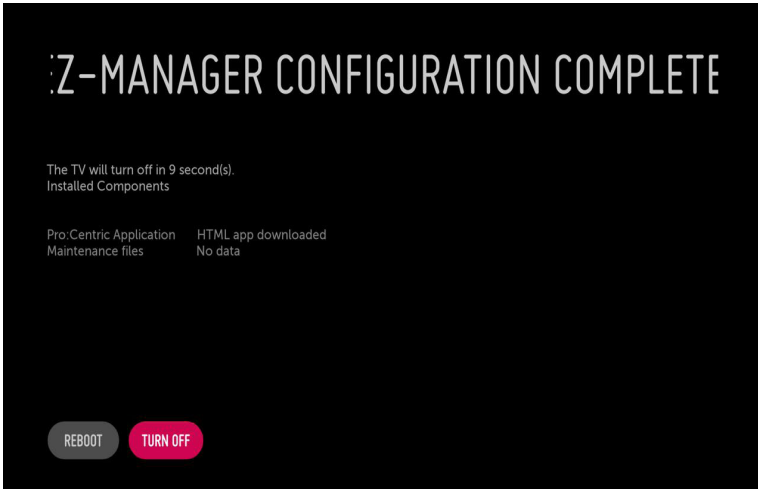 EZ-MANAGER CONFIGURATION COMPLETE
The TV will turn off in 9 second(s).
Installed Components
Pro:Centric Application HTML app downloaded
Maintenance files No data
REBOOT TURN OFF